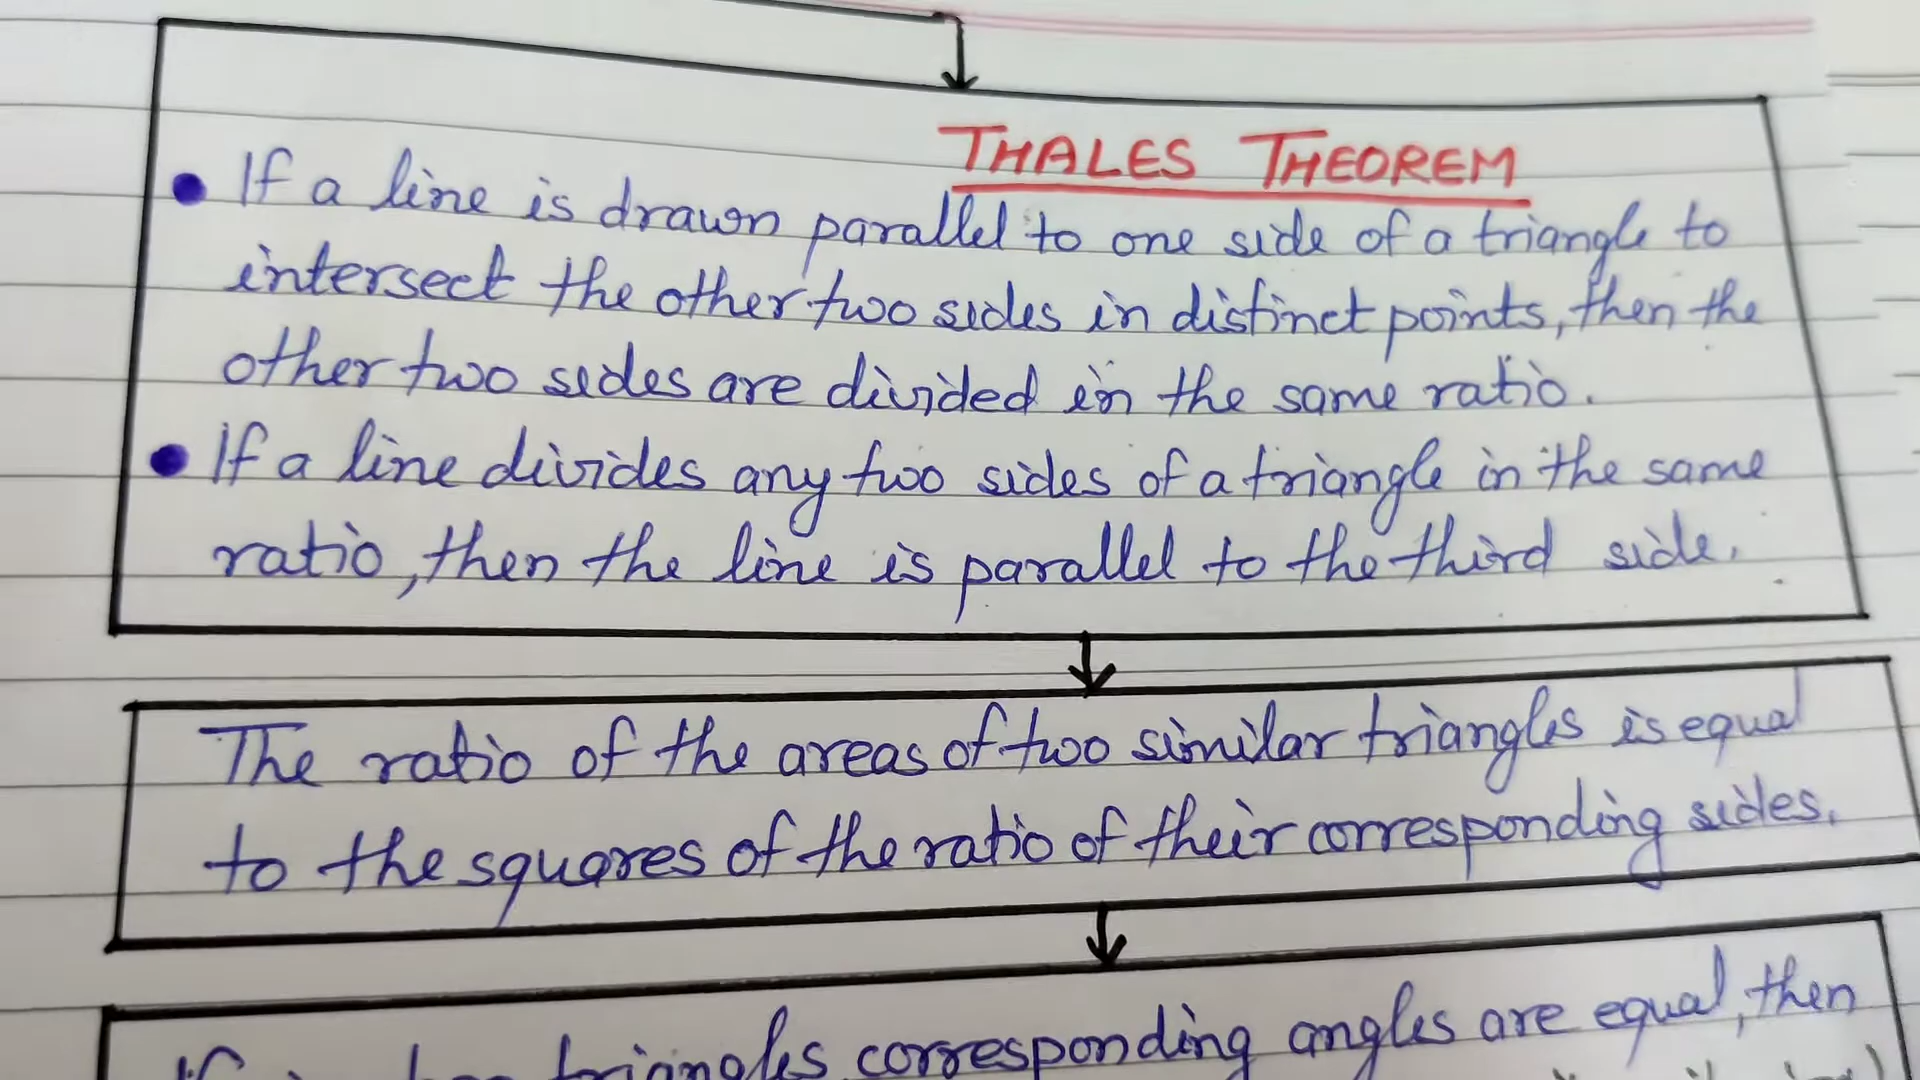 THALES THEOREM
If a line is drawn parallel to one side of a triangle to
intersect the other two sides in distinct points, then the
other two sides are divided in the same ratio.
If a line divides any two sides of a triangle in the same
ratio, then the line is parallel to the third side.
The ratio of the areas of two similar triangles is equal
to the squares of the ratio of their corresponding sides.
triangles corresponding angles are equal, then